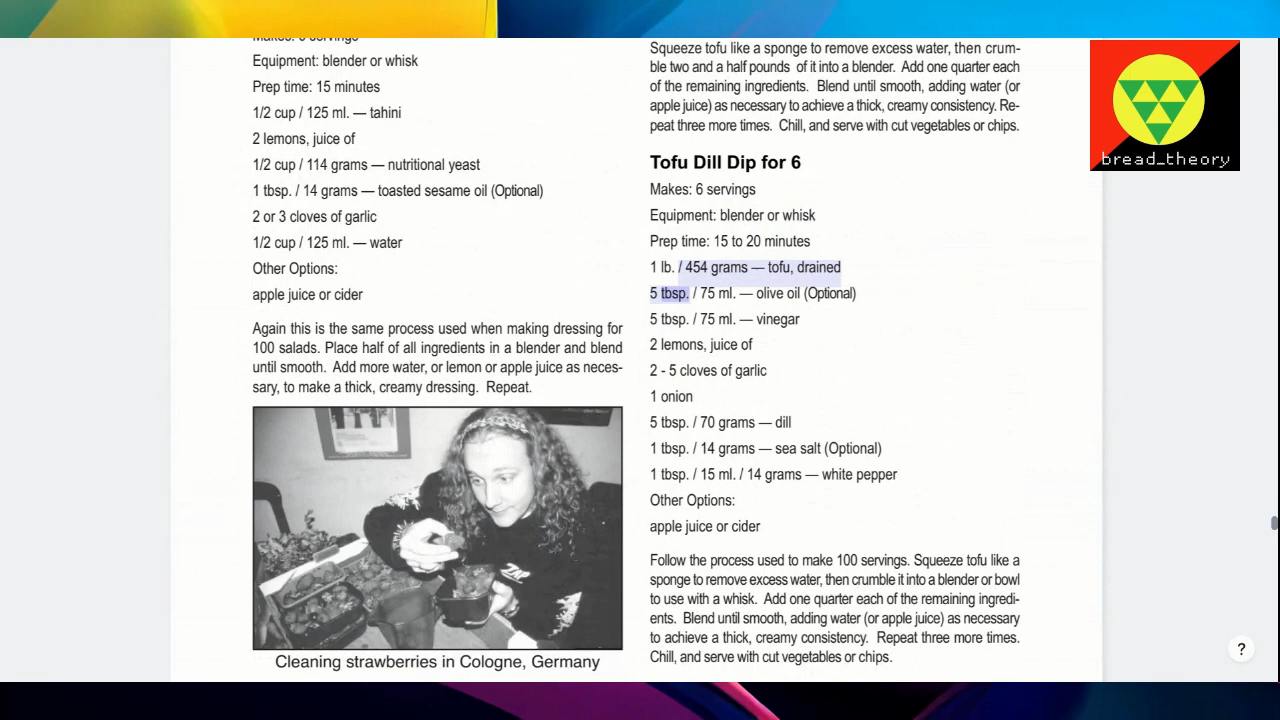 Makes: 6 servings
Equipment: blender or whisk
Prep time: 15 minutes
1/2 cup / 125 ml. — tahini
2 lemons, juice of
1/2 cup / 114 grams — nutritional yeast
1 tbsp. / 14 grams — toasted sesame oil (Optional)
2 or 3 cloves of garlic
1/2 cup / 125 ml. — water
Other Options:
apple juice or cider
Again this is the same process used when making dressing for
100 salads. Place half of all ingredients in a blender and blend
until smooth. Add more water, or lemon or apple juice as neces-
sary, to make a thick, creamy dressing. Repeat.
Cleaning strawberries in Cologne, Germany
Squeeze tofu like a sponge to remove excess water, then crum-
ble two and a half pounds of it into a blender. Add one quarter each
of the remaining ingredients. Blend until smooth, adding water (or
apple juice) as necessary to achieve a thick, creamy consistency. Re-
peat three more times. Chill, and serve with cut vegetables or chips.
Tofu Dill Dip for 6
Makes: 6 servings
Equipment: blender or whisk
Prep time: 15 to 20 minutes
1 lb. / 454 grams — tofu, drained
5 tbsp. / 75 ml. — olive oil (Optional)
5 tbsp. / 75 ml. — vinegar
2 lemons, juice of
2 - 5 cloves of garlic
1 onion
5 tbsp. / 70 grams — dill
1 tbsp. / 14 grams — sea salt (Optional)
1 tbsp. / 15 ml. / 14 grams — white pepper
Other Options:
apple juice or cider
Follow the process used to make 100 servings. Squeeze tofu like a
sponge to remove excess water, then crumble it into a blender or bowl
to use with a whisk. Add one quarter each of the remaining ingredi-
ents. Blend until smooth, adding water (or apple juice) as necessary
to achieve a thick, creamy consistency. Repeat three more times.
Chill, and serve with cut vegetables or chips.
bread_theory
?